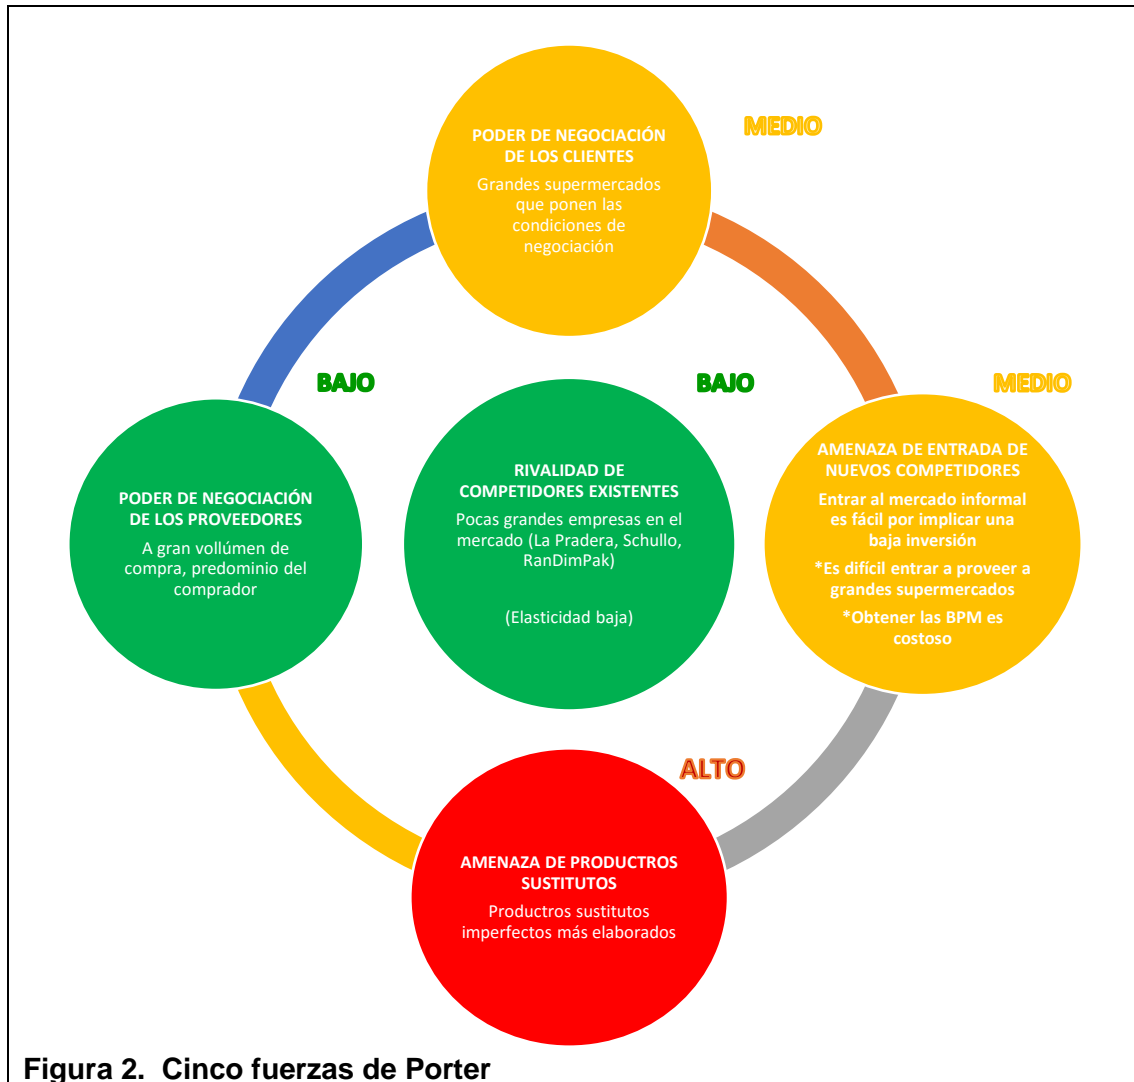 MEDIO
PODER DE NEGOCIACIÓN
DE LOS CLIENTES
Grandes supermercados
que ponen las
condiciones de
negociación
BAJO
PODER DE NEGOCIACIÓN
DE LOS PROVEEDORES
A gran vollúmen de
compra, predominio del
comprador
BAJO
RIVALIDAD DE
COMPETIDORES EXISTENTES
Pocas grandes empresas en el
mercado (La Pradera, Schullo,
RanDimPak)
(Elasticidad baja)
MEDIO
AMENAZA DE ENTRADA DE
NUEVOS COMPETIDORES
Entrar al mercado informal
es fácil por implicar una
baja inversión
*Es difícil entrar a proveer a
grandes supermercados
*Obtener las BPM es
costoso
ALTO
AMENAZA DE PRODUCTROS
SUSTITUTOS
Productros sustitutos
imperfectos más elaborados
Figura 2. Cinco fuerzas de Porter